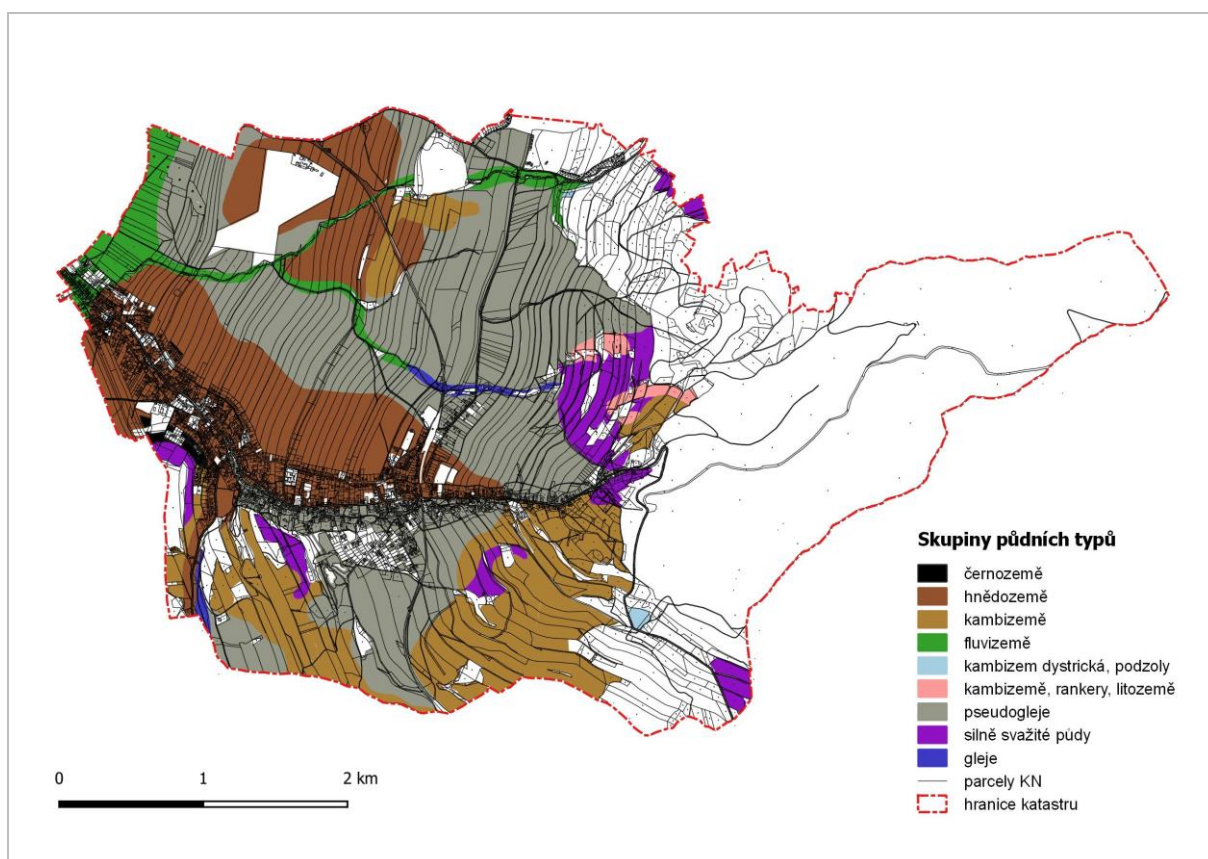 Skupiny půdních typů
černozemě
hnědozemě
kambizemě
fluvizemě
kambizem dystrická, podzoly
kambizemě, rankery, litozemě
pseudogleje
silně svažité půdy
gleje
parcely KN
hranice katastru
0 1 2 km